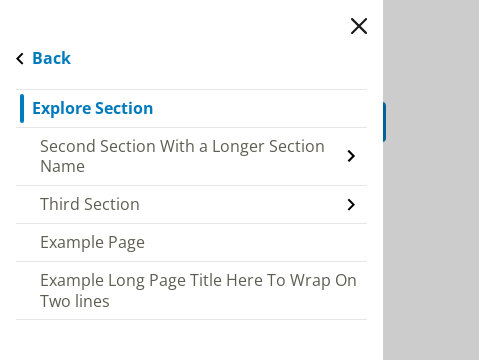 Back
Explore Section
Second Section With a Longer Section
Name
Third Section
Example Page
Example Long Page Title Here To Wrap On
Two lines